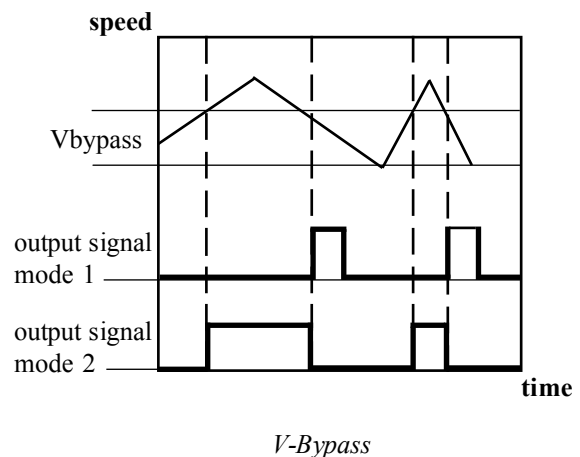 speed
Vbypass
output signal
mode 1
output signal
mode 2
time
V-Bypass